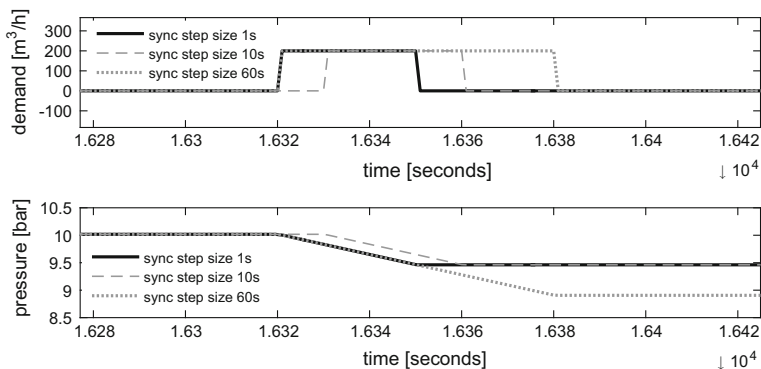 demand [m³/h]
300
200
100
0
-100
sync step size 1s
sync step size 10s
sync step size 60s
1.628 1.63 1.632 1.634 1.636 1.638 1.64 1.642
time [seconds]
↓ 10⁴
pressure [bar]
10.5
10
9.5
9
8.5
sync step size 1s
sync step size 10s
sync step size 60s
1.628 1.63 1.632 1.634 1.636 1.638 1.64 1.642
time [seconds]
↓ 10⁴